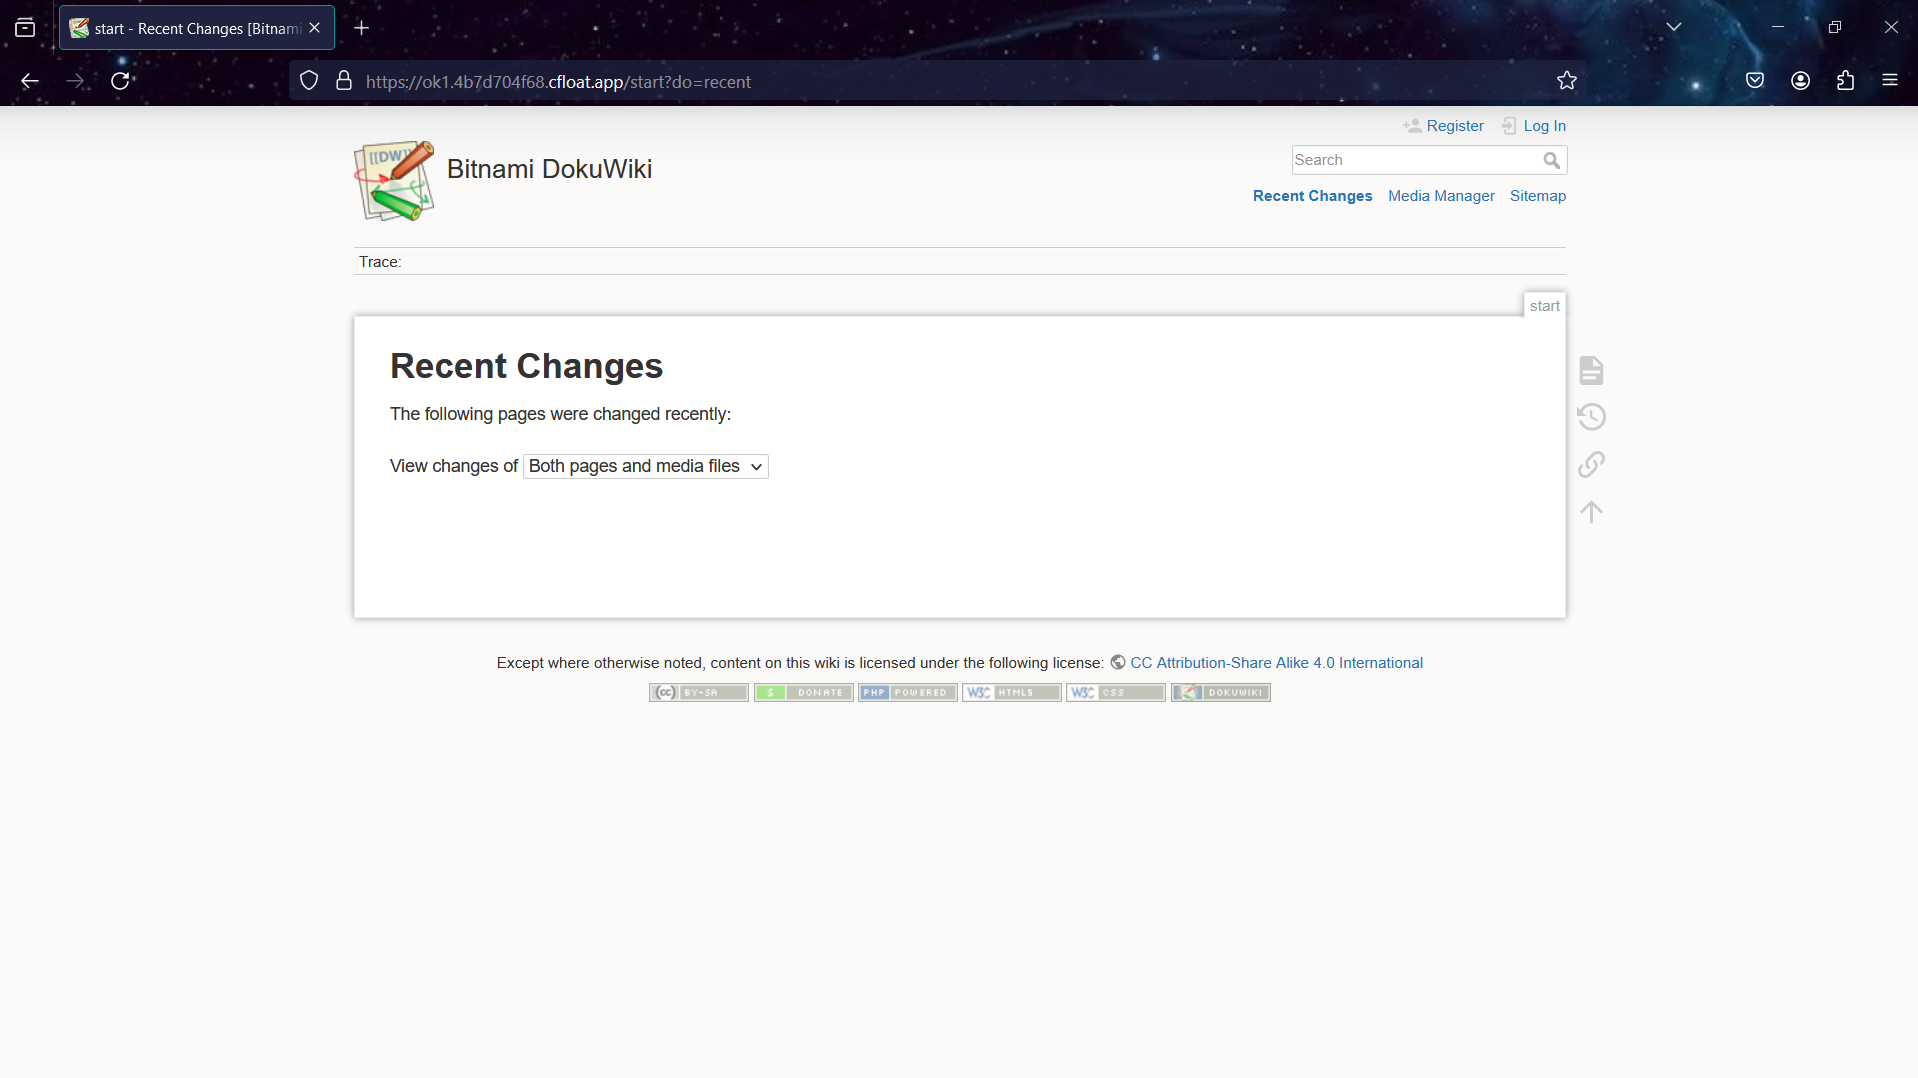 start - Recent Changes [Bitnami
https://ok1.4b7d704f68.cfloat.app/start?do=recent
Register Log In
[[DW]]
Bitnami DokuWiki
Search
Recent Changes Media Manager Sitemap
Trace:
start
Recent Changes
The following pages were changed recently:
View changes of Both pages and media files
Except where otherwise noted, content on this wiki is licensed under the following license: CC Attribution-Share Alike 4.0 International
(cc) BY-SA $ DONATE PHP POWERED W3C HTML5 W3C CSS DOKUWIKI